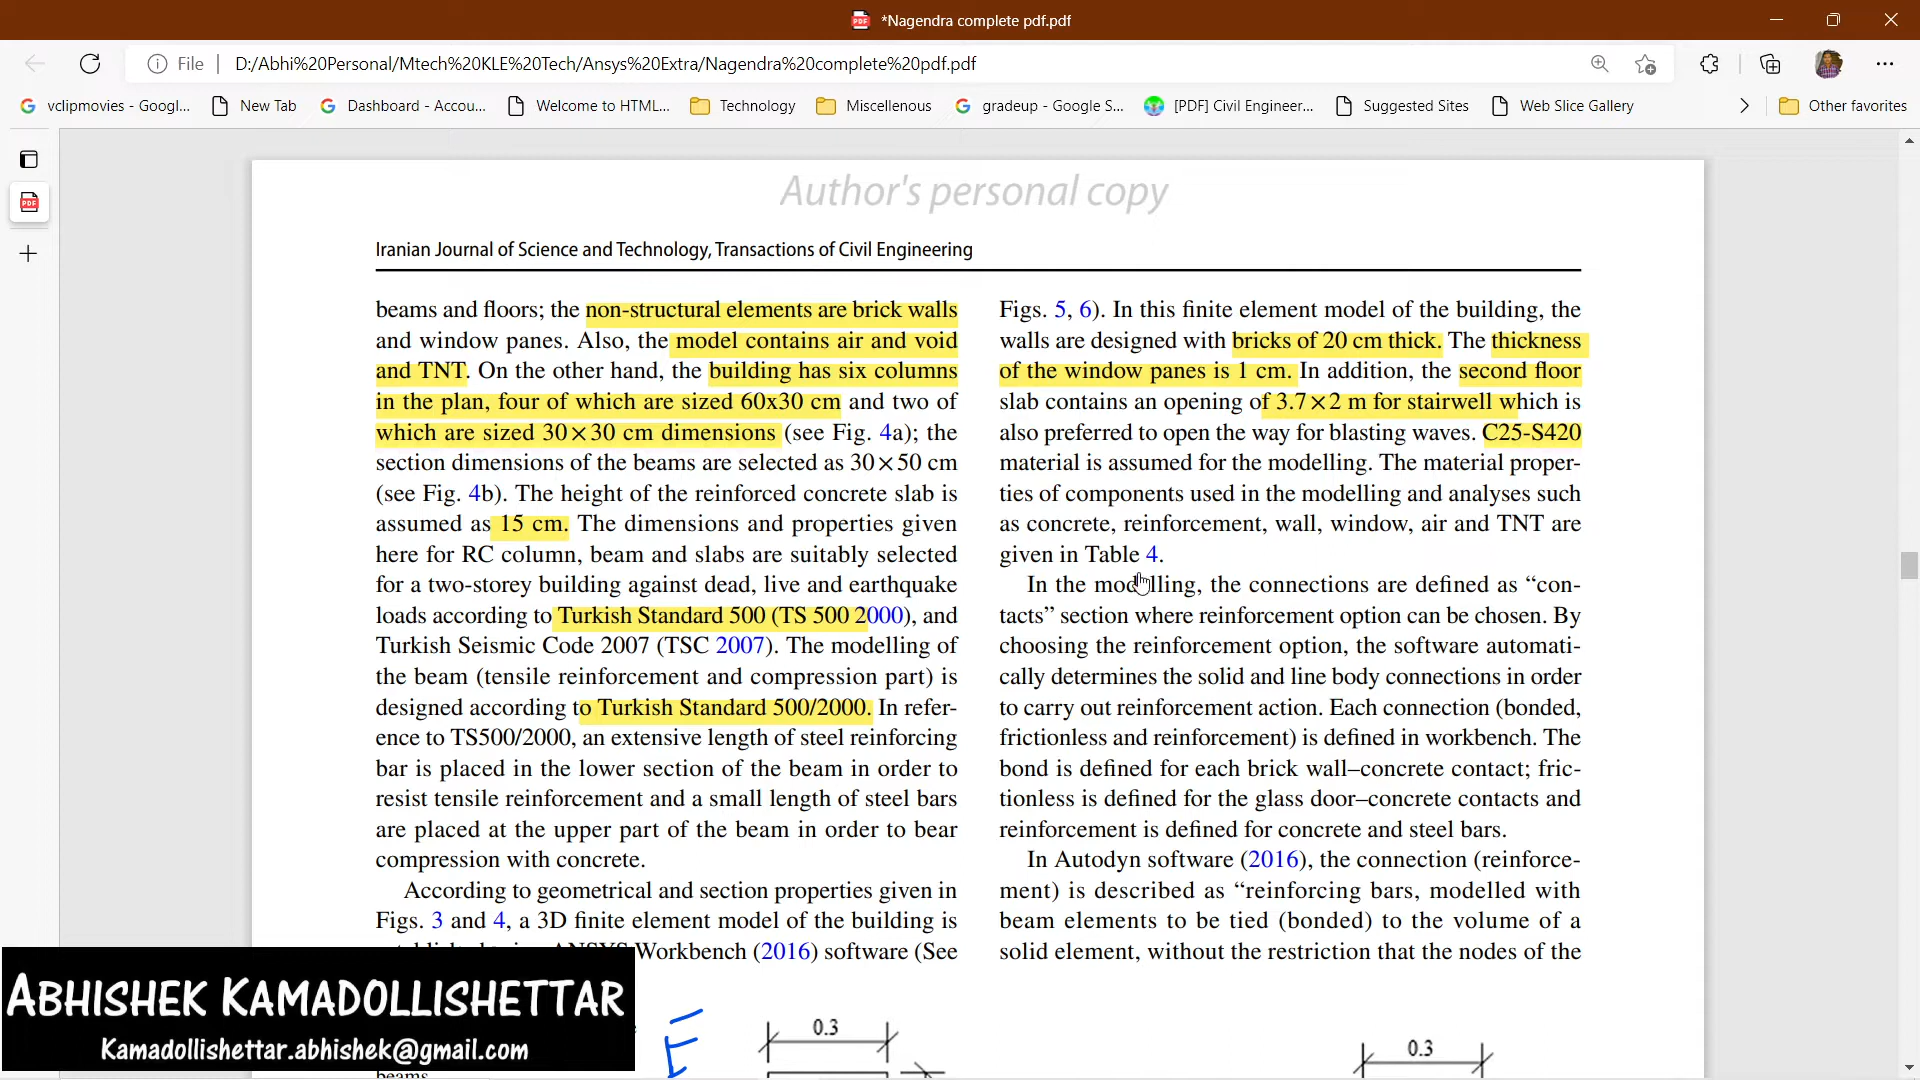 *Nagendra complete pdf.pdf
File
D:/Abhi%20Personal/Mtech%20KLE%20Tech/Ansys%20Extra/Nagendra%20complete%20pdf.pdf
vclipmovies - Googl...
New Tab
Dashboard - Accou...
Welcome to HTML...
Technology
Miscellenous
gradeup - Google S...
[PDF] Civil Engineer...
Suggested Sites
Web Slice Gallery
Other favorites
Author's personal copy
Iranian Journal of Science and Technology, Transactions of Civil Engineering
beams and floors; the non-structural elements are brick walls
and window panes. Also, the model contains air and void
and TNT. On the other hand, the building has six columns
in the plan, four of which are sized 60x30 cm and two of
which are sized 30×30 cm dimensions (see Fig. 4a); the
section dimensions of the beams are selected as 30×50 cm
(see Fig. 4b). The height of the reinforced concrete slab is
assumed as 15 cm. The dimensions and properties given
here for RC column, beam and slabs are suitably selected
for a two-storey building against dead, live and earthquake
loads according to Turkish Standard 500 (TS 500 2000), and
Turkish Seismic Code 2007 (TSC 2007). The modelling of
the beam (tensile reinforcement and compression part) is
designed according to Turkish Standard 500/2000. In refer-
ence to TS500/2000, an extensive length of steel reinforcing
bar is placed in the lower section of the beam in order to
resist tensile reinforcement and a small length of steel bars
are placed at the upper part of the beam in order to bear
compression with concrete.
According to geometrical and section properties given in
Figs. 3 and 4, a 3D finite element model of the building is
Workbench (2016) software (See
Figs. 5, 6). In this finite element model of the building, the
walls are designed with bricks of 20 cm thick. The thickness
of the window panes is 1 cm. In addition, the second floor
slab contains an opening of 3.7×2 m for stairwell which is
also preferred to open the way for blasting waves. C25-S420
material is assumed for the modelling. The material proper-
ties of components used in the modelling and analyses such
as concrete, reinforcement, wall, window, air and TNT are
given in Table 4.
In the modelling, the connections are defined as “con-
tacts” section where reinforcement option can be chosen. By
choosing the reinforcement option, the software automati-
cally determines the solid and line body connections in order
to carry out reinforcement action. Each connection (bonded,
frictionless and reinforcement) is defined in workbench. The
bond is defined for each brick wall–concrete contact; fric-
tionless is defined for the glass door–concrete contacts and
reinforcement is defined for concrete and steel bars.
In Autodyn software (2016), the connection (reinforce-
ment) is described as “reinforcing bars, modelled with
beam elements to be tied (bonded) to the volume of a
solid element, without the restriction that the nodes of the
ABHISHEK KAMADOLLISHETTAR
Kamadollishettar.abhishek@gmail.com
beams
E
0.3
0.3